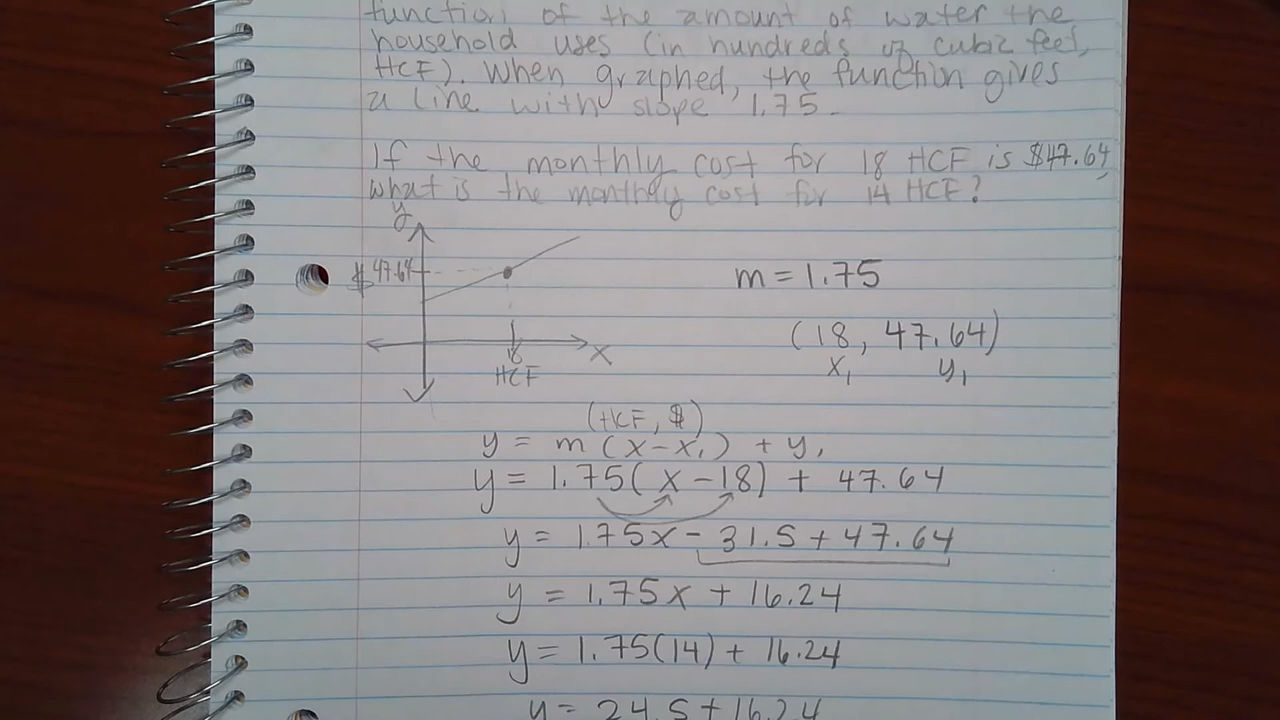 function of the amount of water the
household uses (in hundreds of cubic feet,
HCF). When graphed, the function gives
a line with slope 1.75.
If the monthly cost for 18 HCF is $47.64,
what is the monthly cost for 14 HCF?
y
$47.64
18
HCF
x
m = 1.75
(18, 47.64)
x₁ y₁
(HCF, $)
y = m (x-x₁) + y₁
y = 1.75(x-18) + 47.64
y = 1.75x - 31.5 + 47.64
y = 1.75x + 16.24
y = 1.75(14) + 16.24
y = 24.5 + 16.24